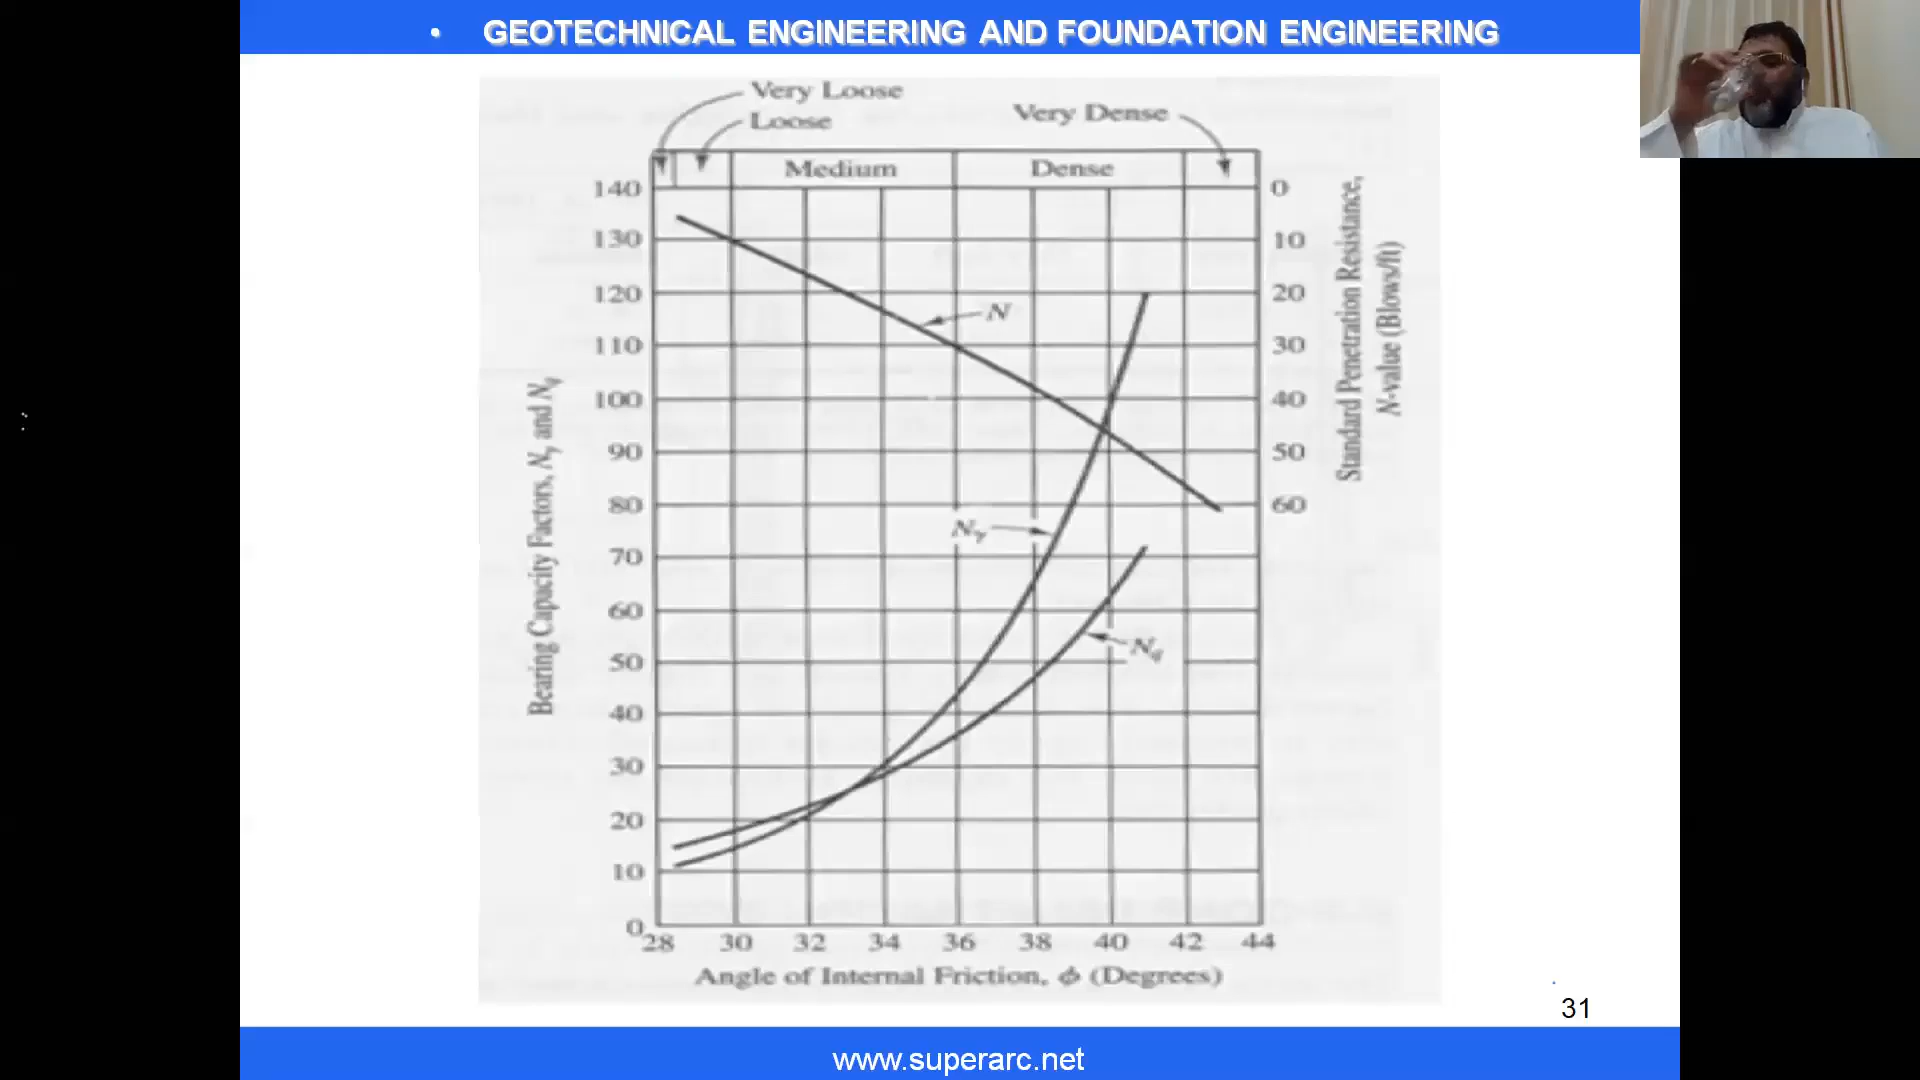 • GEOTECHNICAL ENGINEERING AND FOUNDATION ENGINEERING
Very Loose
Loose
Very Dense
Medium
Dense
140
130
120
110
100
90
80
70
60
50
40
30
20
10
0
0
10
20
30
40
50
60
Bearing Capacity Factors, Nγ and Nq
Standard Penetration Resistance,
N-value (Blows/ft)
N
Nγ
Nq
28 30 32 34 36 38 40 42 44
Angle of Internal Friction, ϕ (Degrees)
31
www.superarc.net